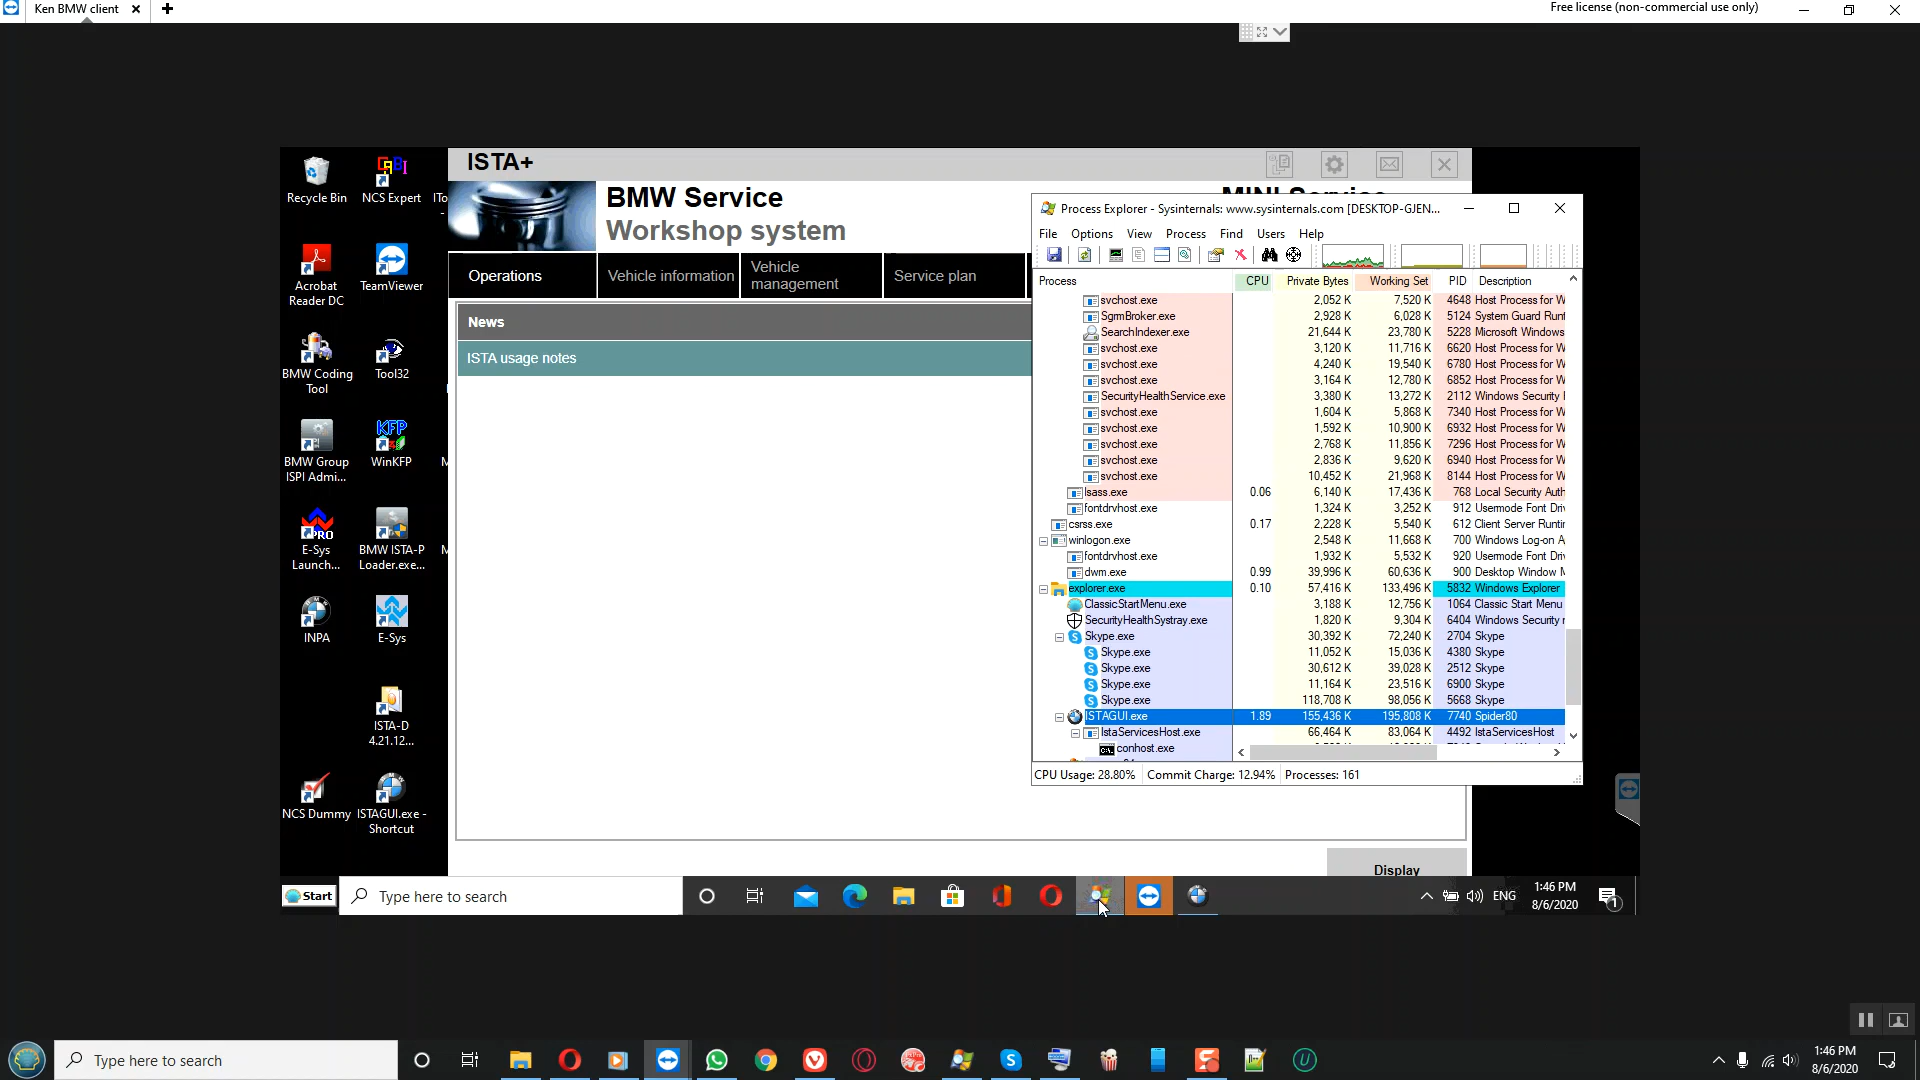 Ken BMW client
Free license (non-commercial use only)
ISTA+
BMW Service
Workshop system
Operations
Vehicle information
Vehicle
management
Service plan
News
ISTA usage notes
Display
Recycle Bin
NCS Expert
Acrobat
Reader DC
TeamViewer
BMW Coding
Tool
Tool32
BMW Group
ISPI Admi...
KFP
WinKFP
PRO
E-Sys
Launch...
BMW ISTA-P
Loader.exe...
INPA
E-Sys
ISTA-D
4.21.12...
NCS Dummy
ISTAGUI.exe -
Shortcut
Process Explorer - Sysinternals: www.sysinternals.com [DESKTOP-GJEN...
File Options View Process Find Users Help
Process CPU Private Bytes Working Set PID Description
svchost.exe 2,052 K 7,520 K 4648 Host Process for W
SgrmBroker.exe 2,928 K 6,028 K 5124 System Guard Runt
SearchIndexer.exe 21,644 K 23,780 K 5228 Microsoft Windows
svchost.exe 3,120 K 11,716 K 6620 Host Process for W
svchost.exe 4,240 K 19,540 K 6780 Host Process for W
svchost.exe 3,164 K 12,780 K 6852 Host Process for W
SecurityHealthService.exe 3,380 K 13,272 K 2112 Windows Security
svchost.exe 1,604 K 5,868 K 7340 Host Process for W
svchost.exe 1,592 K 10,900 K 6932 Host Process for W
svchost.exe 2,768 K 11,856 K 7296 Host Process for W
svchost.exe 2,836 K 9,620 K 6940 Host Process for W
svchost.exe 10,452 K 21,968 K 8144 Host Process for W
lsass.exe 0.06 6,140 K 17,436 K 768 Local Security Auth
fontdrvhost.exe 1,324 K 3,252 K 912 Usermode Font Driv
csrss.exe 0.17 2,228 K 5,540 K 612 Client Server Runtin
winlogon.exe 2,548 K 11,668 K 700 Windows Log-on A
fontdrvhost.exe 1,932 K 5,532 K 920 Usermode Font Driv
dwm.exe 0.99 39,996 K 60,636 K 900 Desktop Window M
explorer.exe 0.10 57,416 K 133,496 K 5832 Windows Explorer
ClassicStartMenu.exe 3,188 K 12,756 K 1064 Classic Start Menu
SecurityHealthSystray.exe 1,820 K 9,304 K 6404 Windows Security
Skype.exe 30,392 K 72,240 K 2704 Skype
Skype.exe 11,052 K 15,036 K 4380 Skype
Skype.exe 30,612 K 39,028 K 2512 Skype
Skype.exe 11,164 K 23,516 K 6900 Skype
Skype.exe 118,708 K 98,056 K 5668 Skype
ISTAGUI.exe 1.89 155,436 K 195,808 K 7740 Spider80
IstaServicesHost.exe 66,464 K 83,064 K 4492 IstaServicesHost
conhost.exe
CPU Usage: 28.80% Commit Charge: 12.94% Processes: 161
Start
Type here to search
ENG
1:46 PM
8/6/2020
1
Type here to search
1:46 PM
8/6/2020